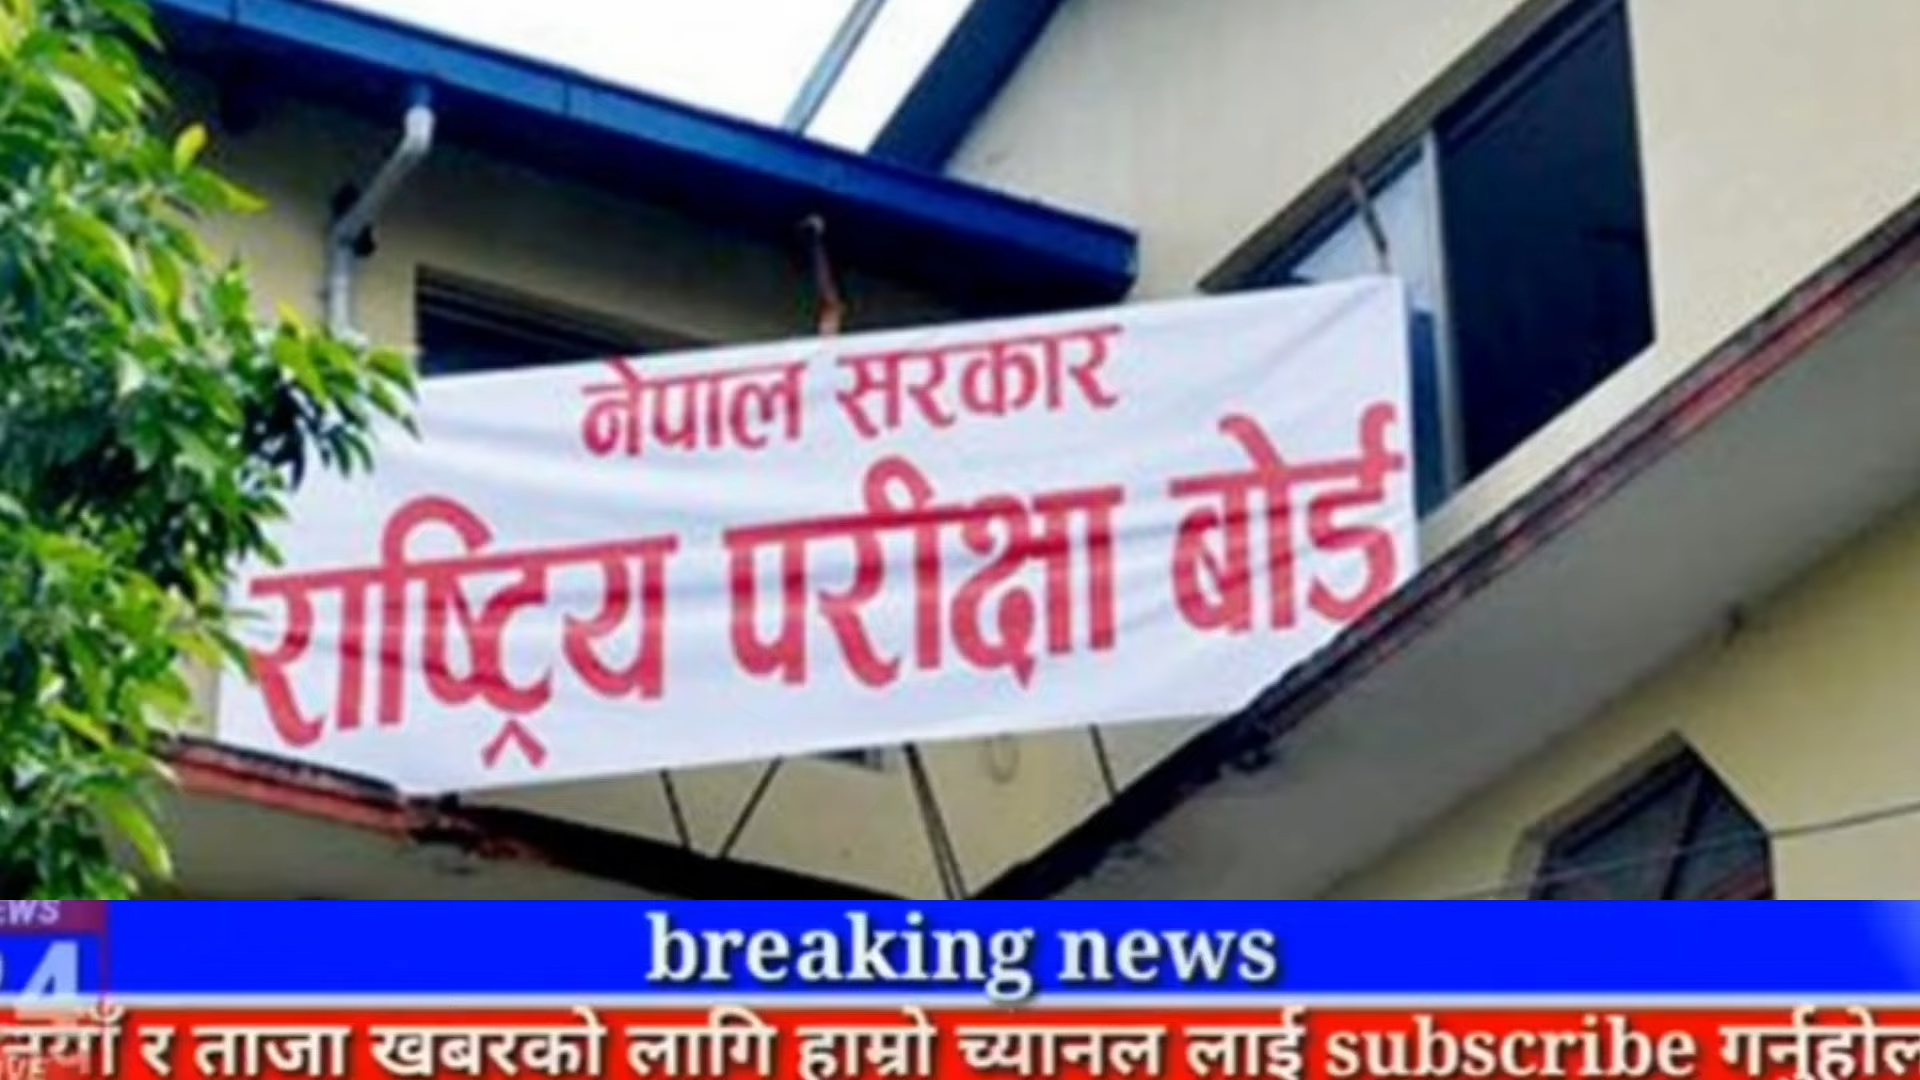 नेपाल सरकार
राष्ट्रिय परीक्षा बोर्ड
breaking news
र ताजा खबरको लागि हाम्रो च्यानल लाई subscribe